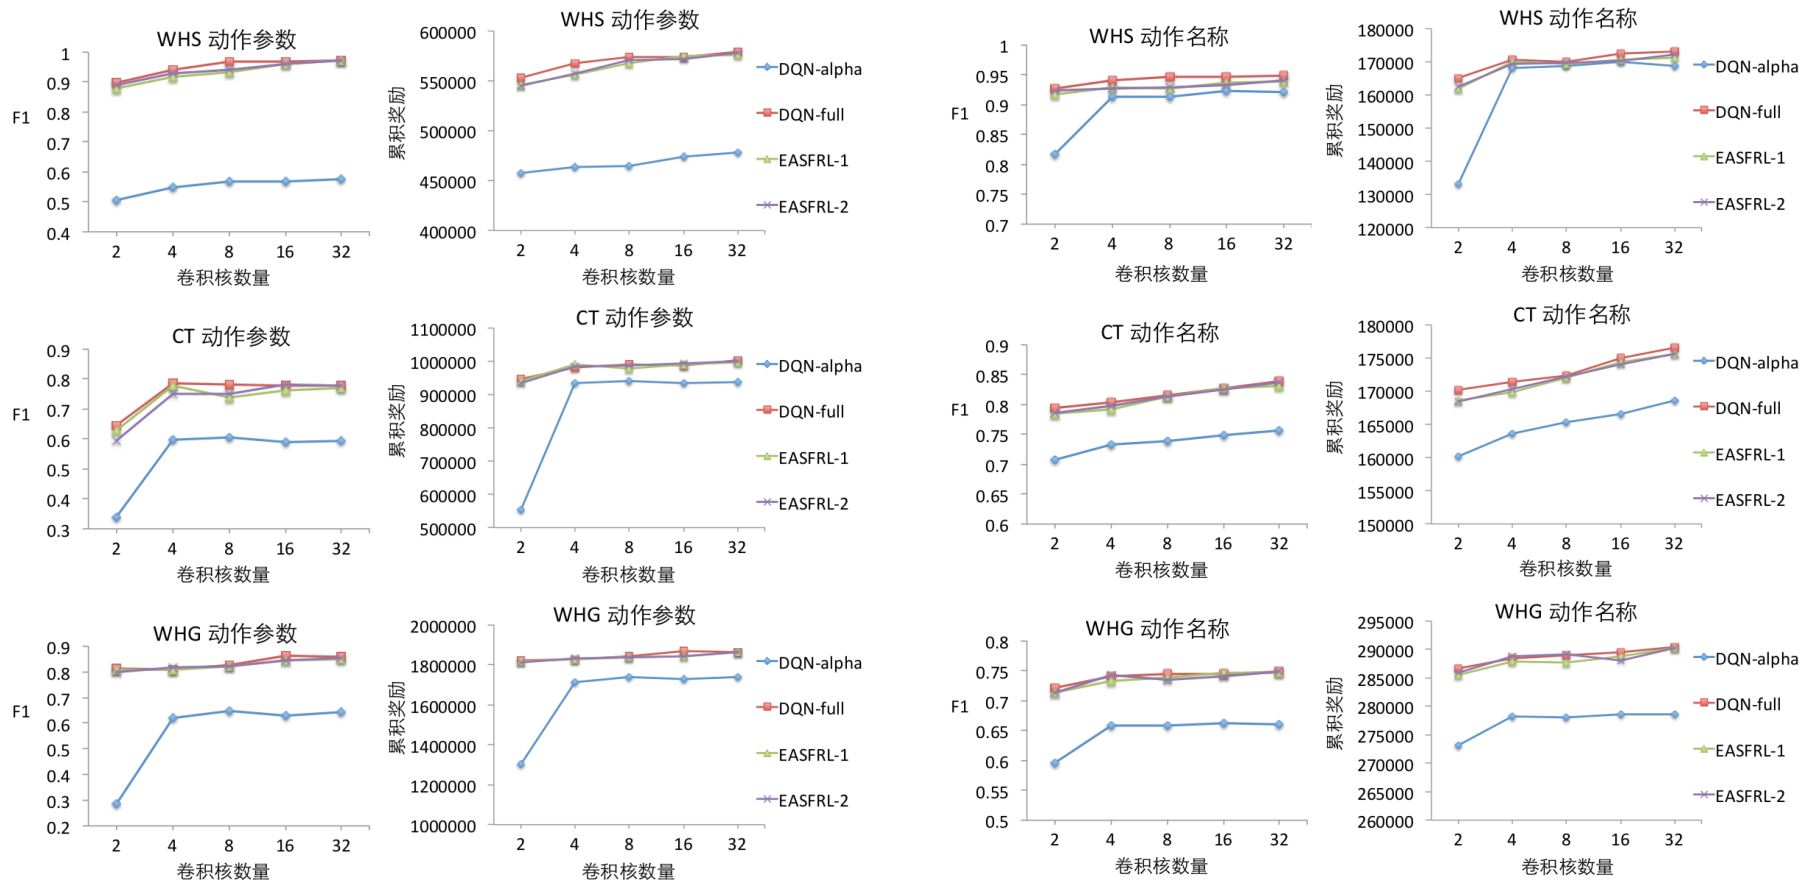 WHS 动作参数
1
0.9
0.8
0.7
0.6
0.5
0.4
F1
2 4 8 16 32
卷积核数量
WHS 动作参数
600000
550000
500000
450000
400000
累积奖励
2 4 8 16 32
卷积核数量
DQN-alpha
DQN-full
EASFRL-1
EASFRL-2
WHS 动作名称
1
0.95
0.9
0.85
0.8
0.75
0.7
F1
2 4 8 16 32
卷积核数量
WHS 动作名称
180000
170000
160000
150000
140000
130000
120000
累积奖励
2 4 8 16 32
卷积核数量
DQN-alpha
DQN-full
EASFRL-1
EASFRL-2
CT 动作参数
0.9
0.8
0.7
0.6
0.5
0.4
0.3
F1
2 4 8 16 32
卷积核数量
CT 动作参数
1100000
1000000
900000
800000
700000
600000
500000
累积奖励
2 4 8 16 32
卷积核数量
DQN-alpha
DQN-full
EASFRL-1
EASFRL-2
CT 动作名称
0.9
0.85
0.8
0.75
0.7
0.65
0.6
F1
2 4 8 16 32
卷积核数量
CT 动作名称
180000
175000
170000
165000
160000
155000
150000
累积奖励
2 4 8 16 32
卷积核数量
DQN-alpha
DQN-full
EASFRL-1
EASFRL-2
WHG 动作参数
0.9
0.8
0.7
0.6
0.5
0.4
0.3
0.2
F1
2 4 8 16 32
卷积核数量
WHG 动作参数
2000000
1800000
1600000
1400000
1200000
1000000
累积奖励
2 4 8 16 32
卷积核数量
DQN-alpha
DQN-full
EASFRL-1
EASFRL-2
WHG 动作名称
0.8
0.75
0.7
0.65
0.6
0.55
0.5
F1
2 4 8 16 32
卷积核数量
WHG 动作名称
295000
290000
285000
280000
275000
270000
265000
260000
累积奖励
2 4 8 16 32
卷积核数量
DQN-alpha
DQN-full
EASFRL-1
EASFRL-2